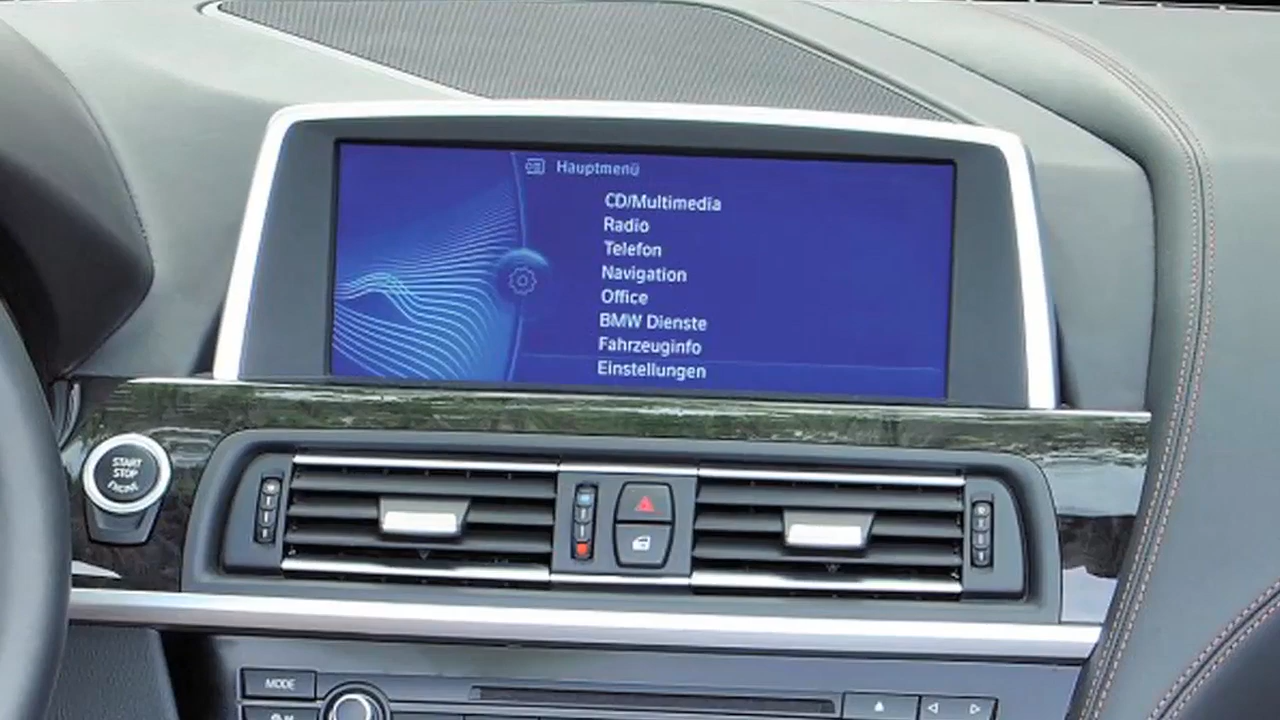 Hauptmenü
CD/Multimedia
Radio
Telefon
Navigation
Office
BMW Dienste
Fahrzeuginfo
Einstellungen
START
STOP
MODE